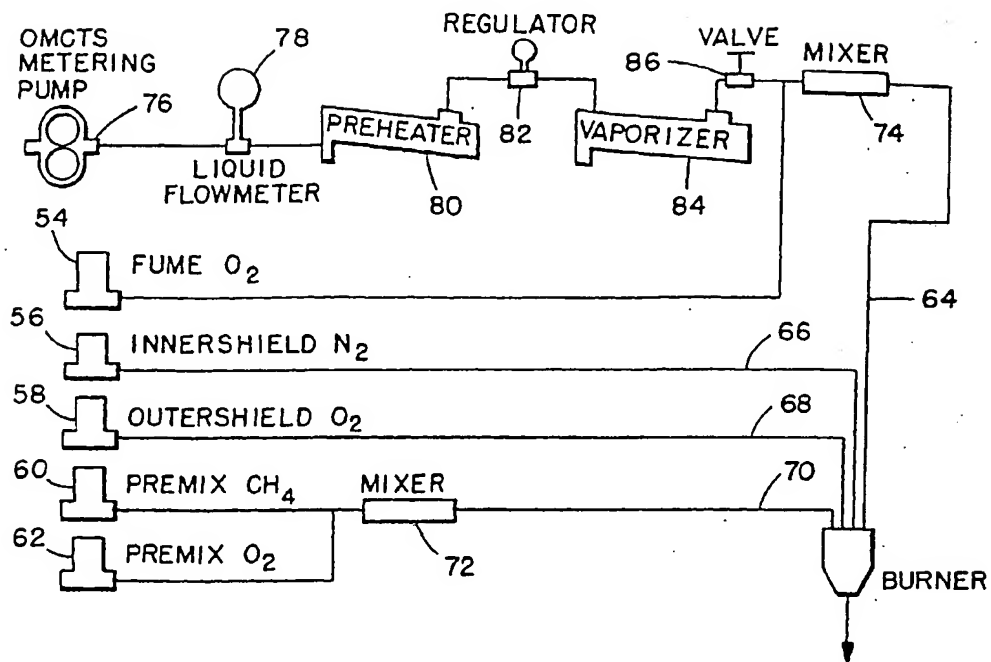 OMCTS
METERING
PUMP
76
78
LIQUID
FLOWMETER
PREHEATER
80
REGULATOR
82
VAPORIZER
84
VALVE
86
MIXER
74
54
FUME O₂
64
56
INNERSHIELD N₂
66
58
OUTERSHIELD O₂
68
60
PREMIX CH₄
MIXER
72
70
62
PREMIX O₂
BURNER